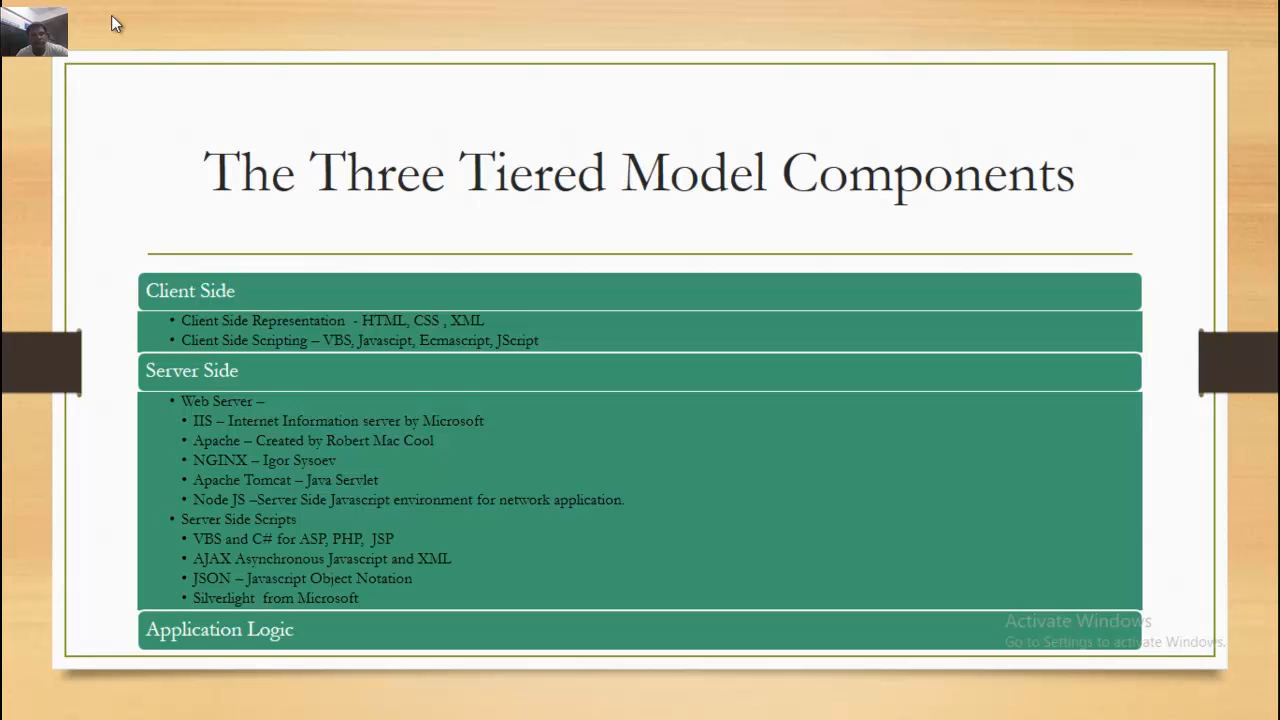 The Three Tiered Model Components
Client Side
• Client Side Representation - HTML, CSS , XML
• Client Side Scripting – VBS, Javascipt, Ecmascript, JScript
Server Side
• Web Server –
• IIS – Internet Information server by Microsoft
• Apache – Created by Robert Mac Cool
• NGINX – Igor Sysoev
• Apache Tomcat – Java Servlet
• Node JS –Server Side Javascript environment for network application.
• Server Side Scripts
• VBS and C# for ASP, PHP, JSP
• AJAX Asynchronous Javascript and XML
• JSON – Javascript Object Notation
• Silverlight from Microsoft
Application Logic
Activate Windows
Go to Settings to activate Windows.